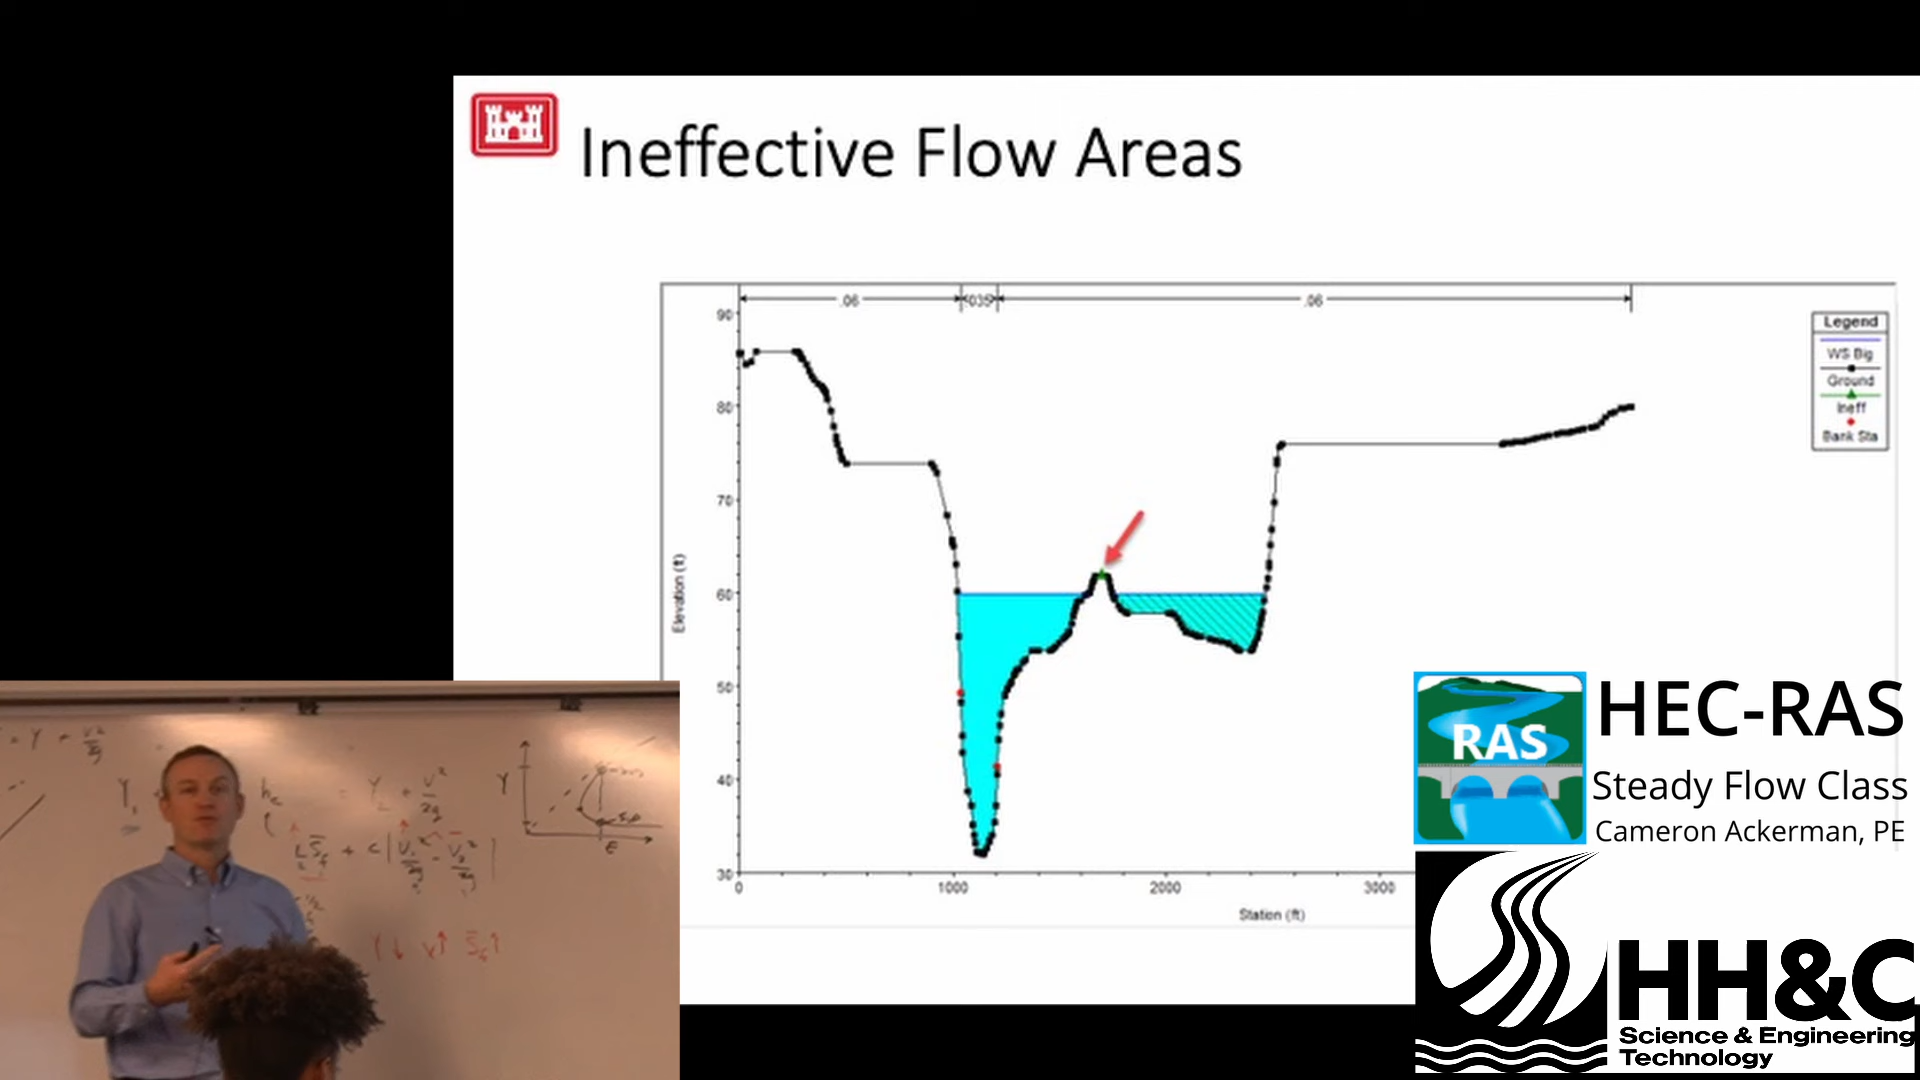 Ineffective Flow Areas
.06
.035
.06
90
80
70
60
50
40
30
0
1000
2000
3000
Elevation (ft)
Station (ft)
Legend
WS Big
Ground
Ineff
Bank Sta
RAS
HEC-RAS
Steady Flow Class
Cameron Ackerman, PE
HH&C
Science & Engineering
Technology